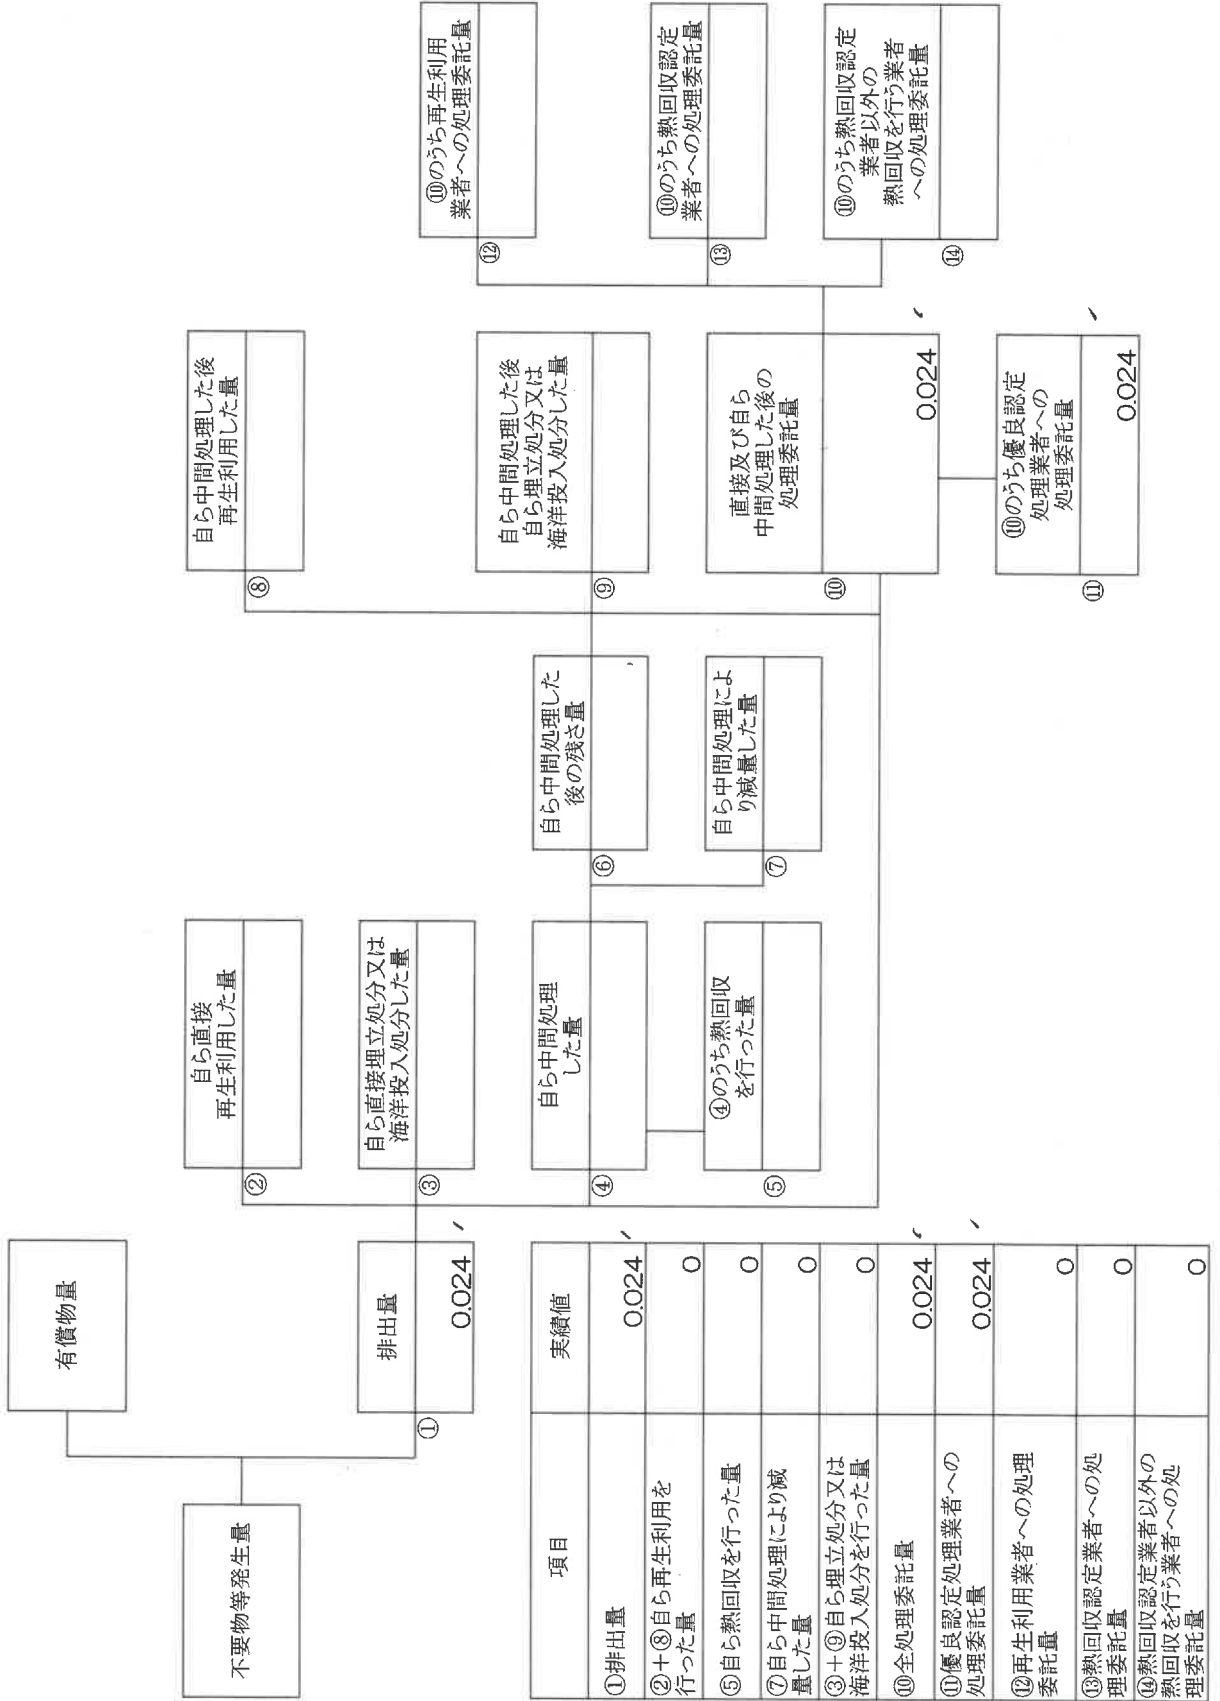 不要物等発生量
有償物量
①
排出量
0.024
②
自ら直接
再生利用した量
③
自ら直接埋立処分又は
海洋投入処分した量
④
自ら中間処理
した量
⑤
④のうち熱回収
を行った量
⑥
自ら中間処理した
後の残さ量
⑦
自ら中間処理によ
り減量した量
⑧
自ら中間処理した後
再生利用した量
⑨
自ら中間処理した後
自ら埋立処分又は
海洋投入処分した量
⑩
直接及び自ら
中間処理した後の
処理委託量
0.024
⑪
⑩のうち優良認定
処理業者への
処理委託量
0.024
⑫
⑩のうち再生利用
業者への処理委託量
⑬
⑩のうち熱回収認定
業者への処理委託量
⑭
⑩のうち熱回収認定
業者以外の
熱回収を行う業者
への処理委託量
項目 実績値
①排出量 0.024
②+⑧自ら再生利用を
行った量 0
⑤自ら熱回収を行った量 0
⑦自ら中間処理により減
量した量 0
③+⑨自ら埋立処分又は
海洋投入処分を行った量 0
⑩全処理委託量 0.024
⑪優良認定処理業者への
処理委託量 0.024
⑫再生利用業者への処理
委託量 0
⑬熱回収認定業者への処
理委託量 0
⑭熱回収認定業者以外の
熱回収を行う業者への処
理委託量 0